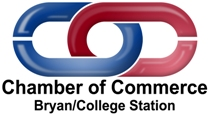 Chamber of Commerce
Bryan/College Station